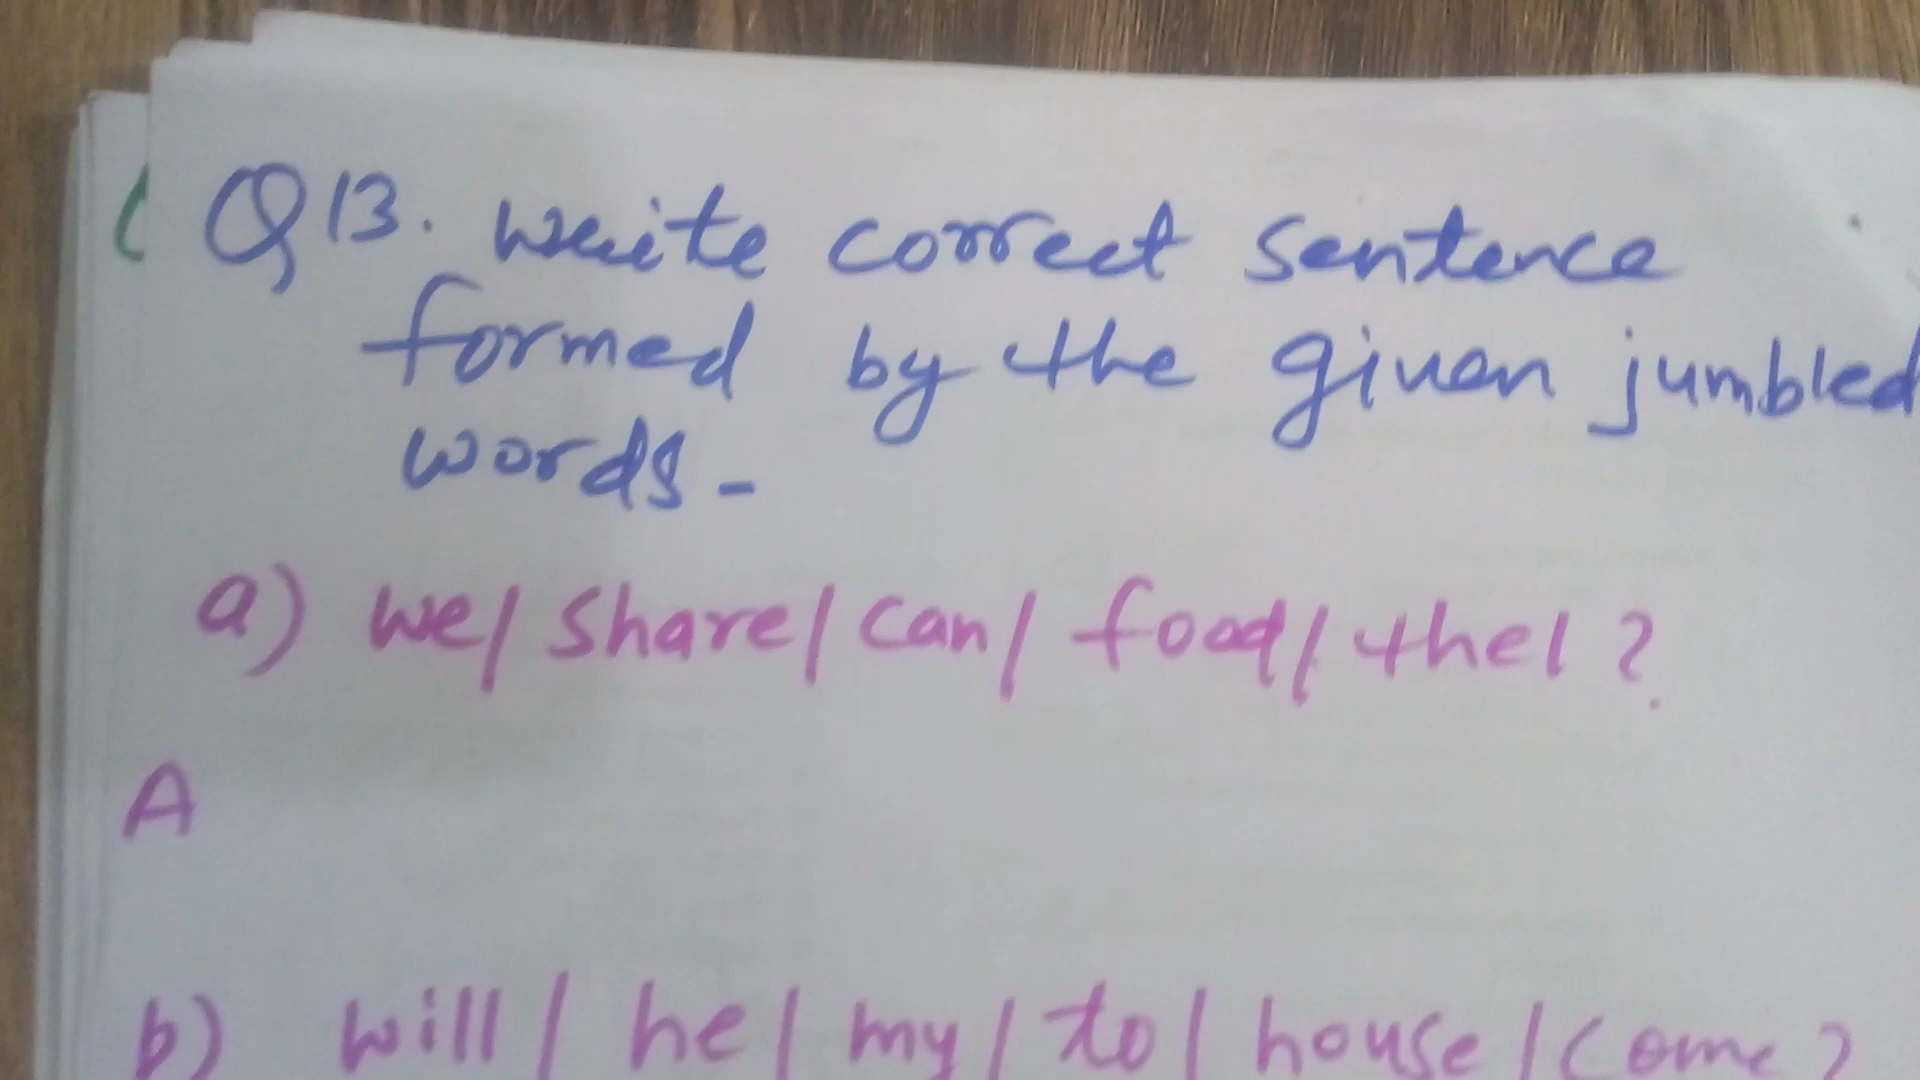 ( Q13. Write correct sentence
formed by the given jumbled
words -
a) we/ Share/ can/ food/ the/ ?
A
b) will / he / my / to / house / come ?